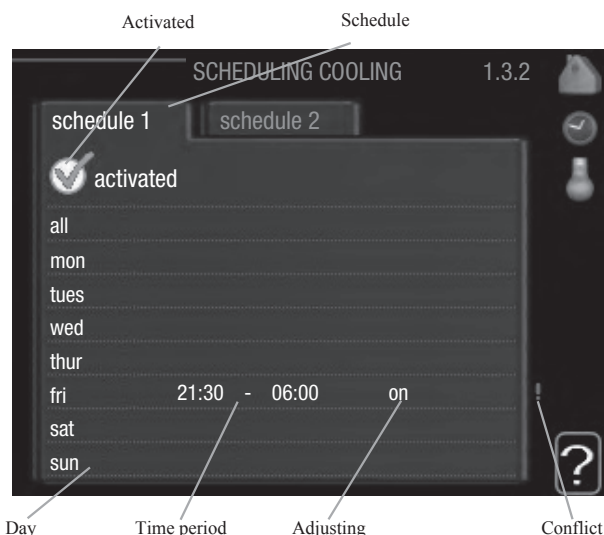 Activated Schedule
SCHEDULING COOLING 1.3.2
schedule 1 schedule 2
activated
all
mon
tues
wed
thur
fri 21:30 - 06:00 on !
sat
sun
?
Day Time period Adjusting Conflict